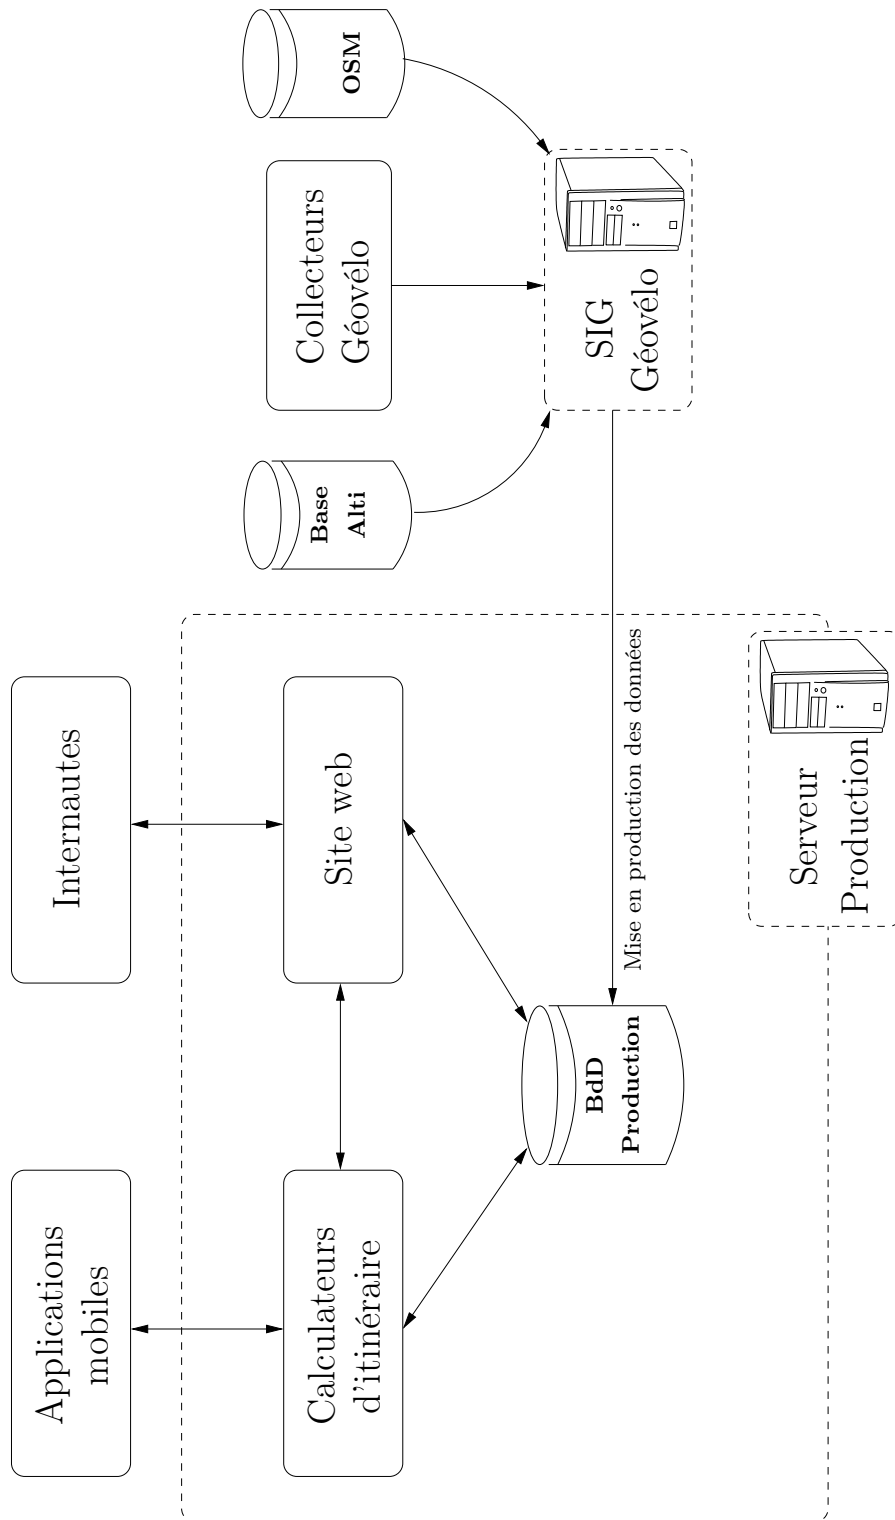 Applications
mobiles
Internautes
Calculateurs
d'itinéraire
Site web
Base
Alti
Collecteurs
Géovélo
OSM
BdD
Production
Mise en production des données
SIG
Géovélo
Serveur
Production